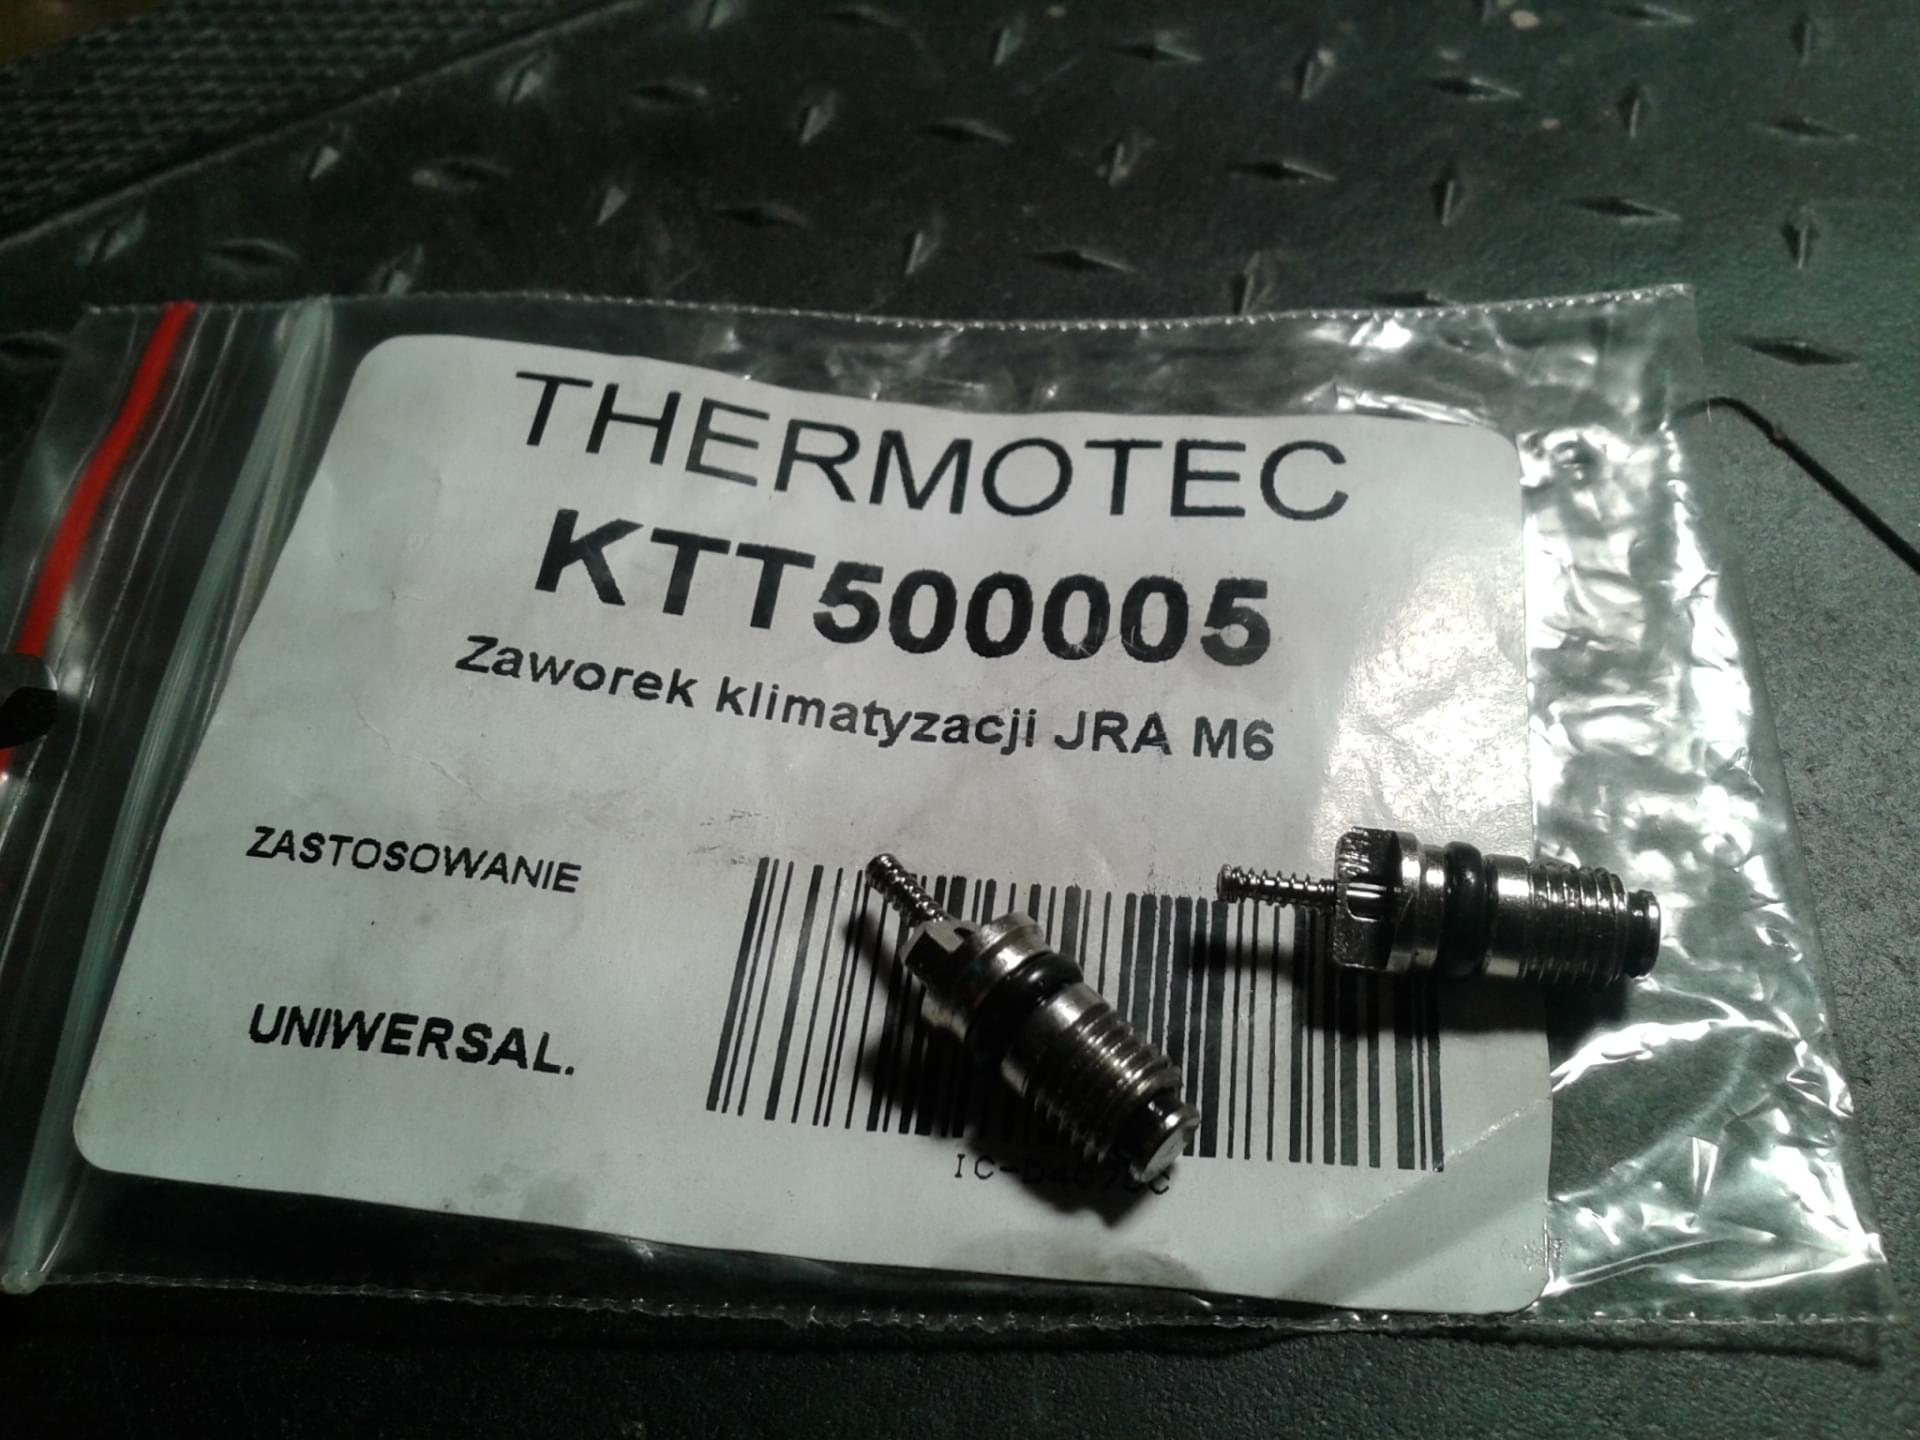 THERMOTEC
KTT500005
Zaworek klimatyzacji JRA M6
ZASTOSOWANIE
UNIWERSAL.